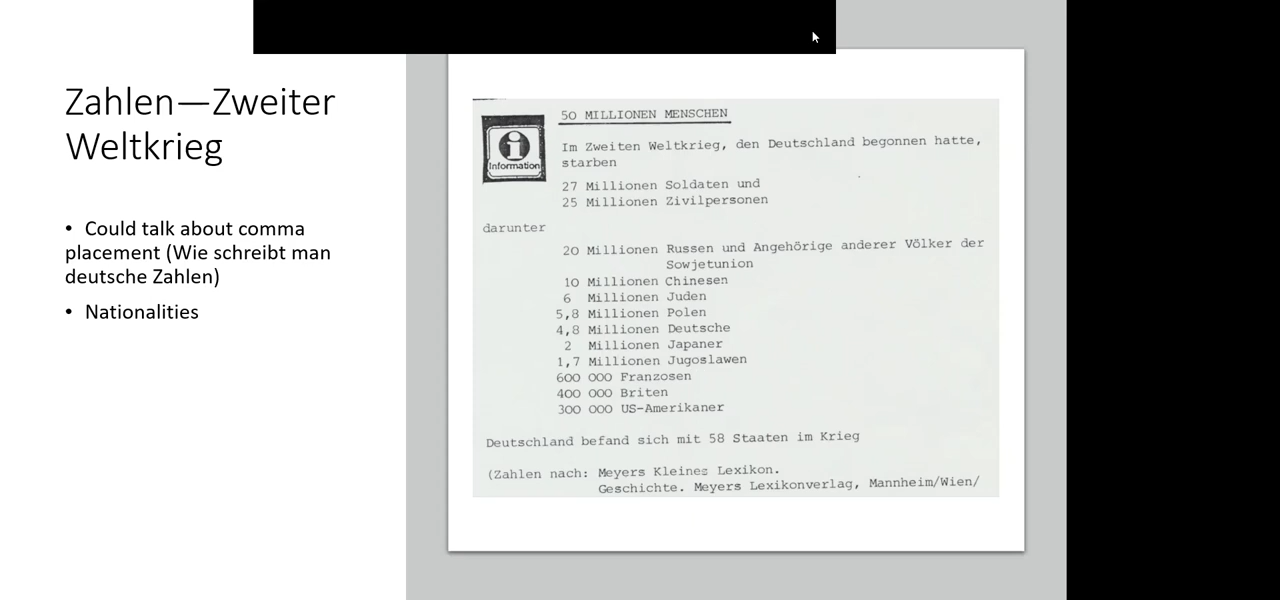 Zahlen—Zweiter
Weltkrieg
• Could talk about comma
placement (Wie schreibt man
deutsche Zahlen)
• Nationalities
50 MILLIONEN MENSCHEN
Information
Im Zweiten Weltkrieg, den Deutschland begonnen hatte,
starben
27 Millionen Soldaten und
25 Millionen Zivilpersonen
darunter
20 Millionen Russen und Angehörige anderer Völker der
Sowjetunion
10 Millionen Chinesen
6 Millionen Juden
5,8 Millionen Polen
4,8 Millionen Deutsche
2 Millionen Japaner
1,7 Millionen Jugoslawen
600 000 Franzosen
400 000 Briten
300 000 US-Amerikaner
Deutschland befand sich mit 58 Staaten im Krieg
(Zahlen nach: Meyers Kleines Lexikon.
Geschichte. Meyers Lexikonverlag, Mannheim/Wien/